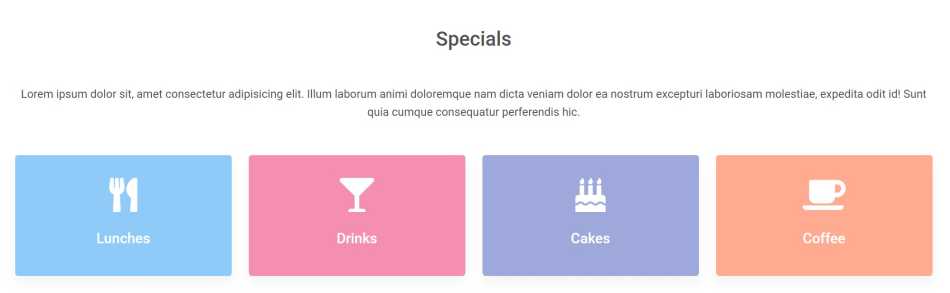 Specials
Lorem ipsum dolor sit, amet consectetur adipisicing elit. Illum laborum animi doloremque nam dicta veniam dolor ea nostrum excepturi laboriosam molestiae, expedita odit id! Sunt
quia cumque consequatur perferendis hic.
Lunches
Drinks
Cakes
Coffee